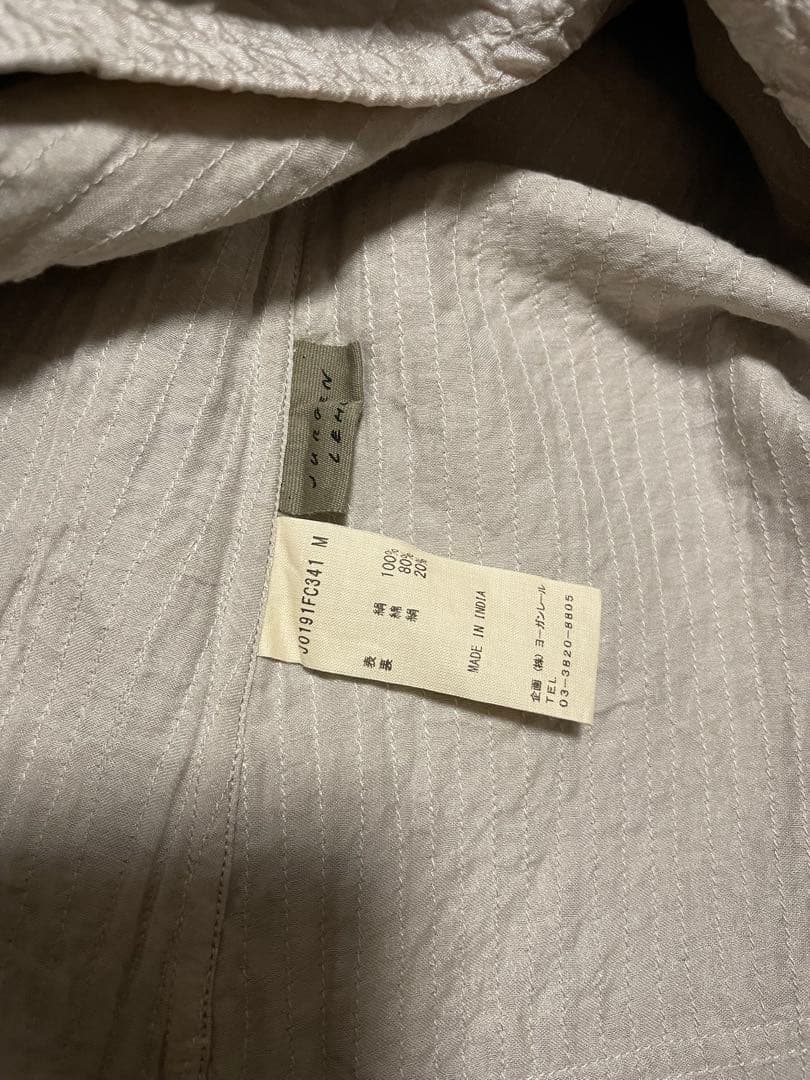 JURGEN
LEHL
J0191FC341 M
表 絹 100%
裏 綿 80%
絹 20%
MADE IN INDIA
企画 (株) ヨーガンレール
TEL
03-3820-8805